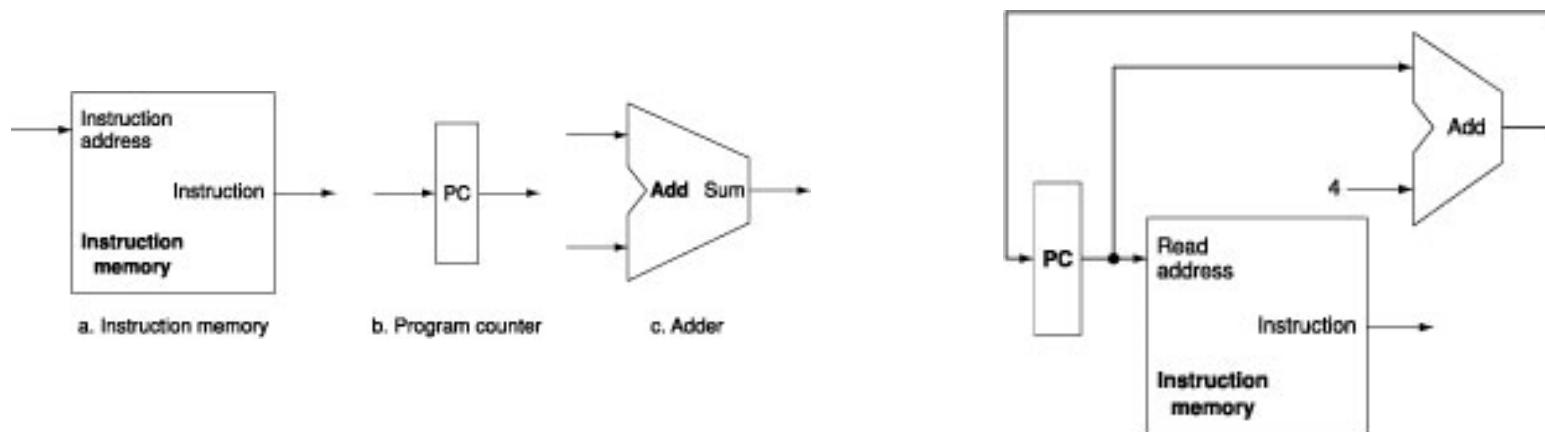 Instruction
address
Instruction
Instruction
memory
a. Instruction memory
PC
b. Program counter
Add Sum
c. Adder
Add
4
PC
Read
address
Instruction
Instruction
memory